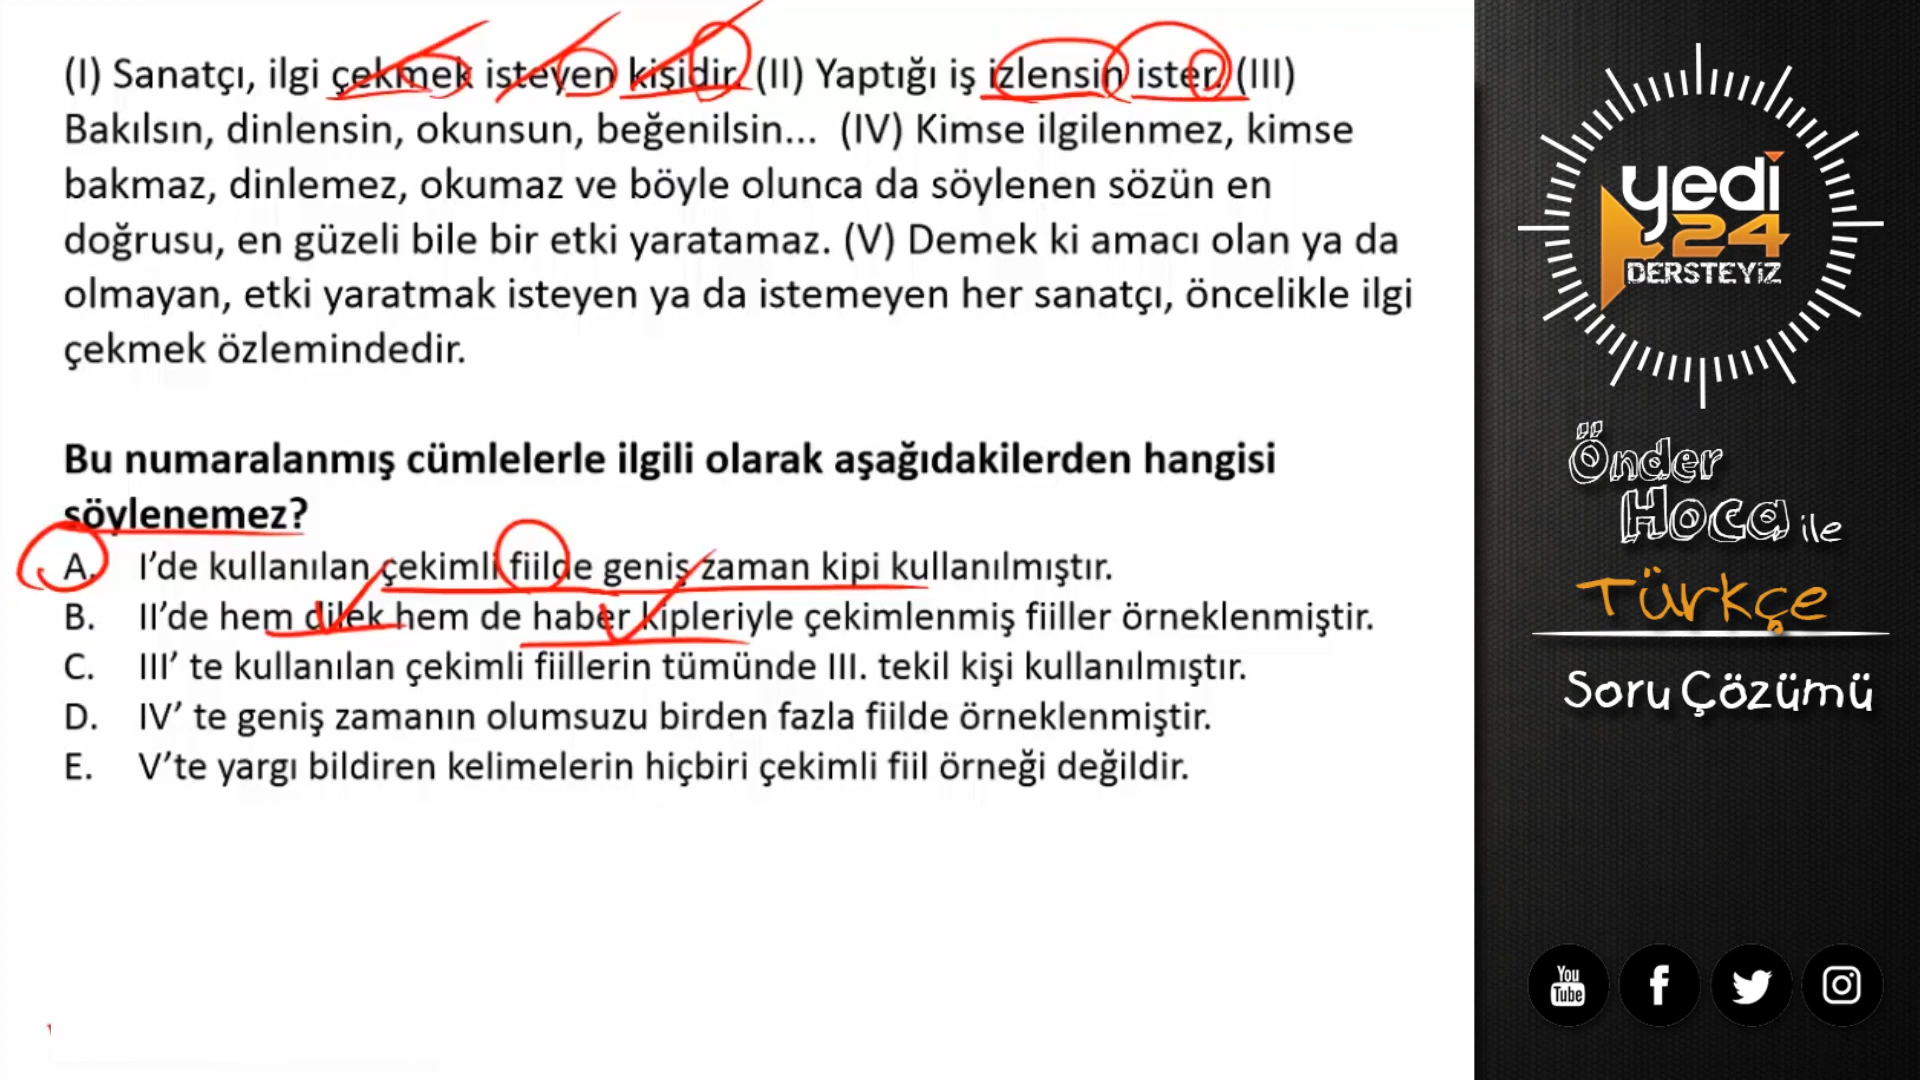 (I) Sanatçı, ilgi çekmek isteyen kişidir. (II) Yaptığı iş izlensin ister. (III)
Bakılsın, dinlensin, okunsun, beğenilsin... (IV) Kimse ilgilenmez, kimse
bakmaz, dinlemez, okumaz ve böyle olunca da söylenen sözün en
doğrusu, en güzeli bile bir etki yaratamaz. (V) Demek ki amacı olan ya da
olmayan, etki yaratmak isteyen ya da istemeyen her sanatçı, öncelikle ilgi
çekmek özlemindedir.
Bu numaralanmış cümlelerle ilgili olarak aşağıdakilerden hangisi
söylenemez?
A. I’de kullanılan çekimli fiilde geniş zaman kipi kullanılmıştır.
B. II’de hem dilek hem de haber kipleriyle çekimlenmiş fiiller örneklenmiştir.
C. III’ te kullanılan çekimli fiillerin tümünde III. tekil kişi kullanılmıştır.
D. IV’ te geniş zamanın olumsuzu birden fazla fiilde örneklenmiştir.
E. V’te yargı bildiren kelimelerin hiçbiri çekimli fiil örneği değildir.
yedi
24
DERSTEYİZ
Önder
Hoca ile
Türkçe
Soru Çözümü
You
Tube